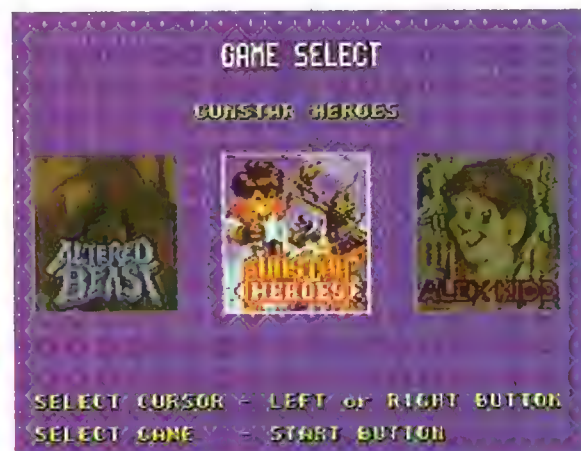 GAME SELECT
GUNSTAR HEROES
ALTERED
BEAST
HEROES
ALEX KIDD
SELECT CURSOR - LEFT or RIGHT BUTTON
SELECT GAME - START BUTTON